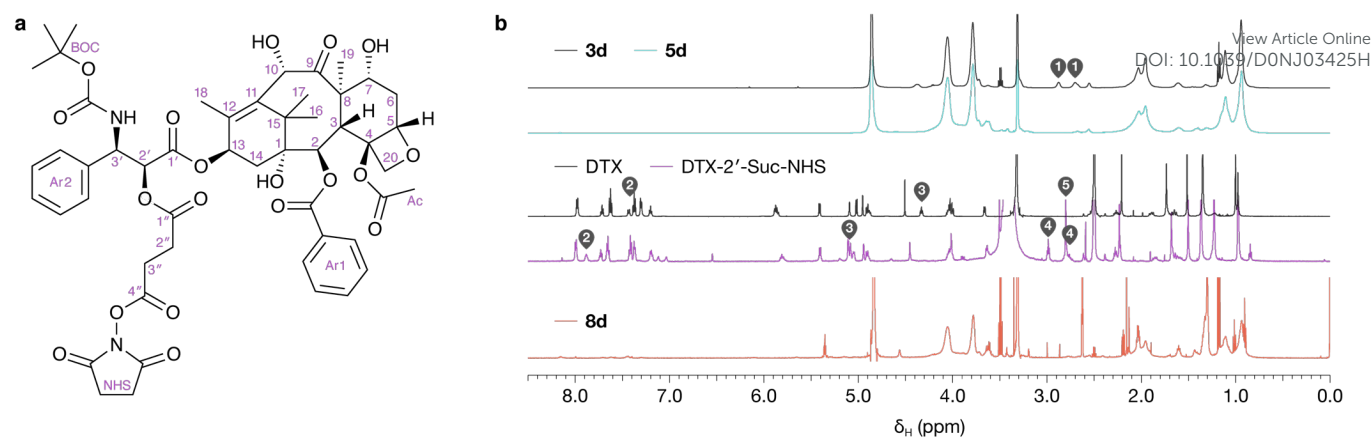 a
BOC
O
O
O
NH
18
HO
10
9
O
19
HO
7
6
11
12
17
8
16
H
15
3
5
H
2'
1'
O
3'
13
14
1
2
4
O
HO
20
O
O
O
Ar2
O
O
O
Ac
O
1"
2"
3"
Ar1
4"
O
O
O
N
O
NHS
b
3d
5d
View Article Online
DOI: 10.1039/D0NJ03425H
1
1
DTX
DTX-2′-Suc-NHS
2
3
5
2
3
4
4
8d
8.0
7.0
6.0
5.0
4.0
3.0
2.0
1.0
0.0
δH (ppm)